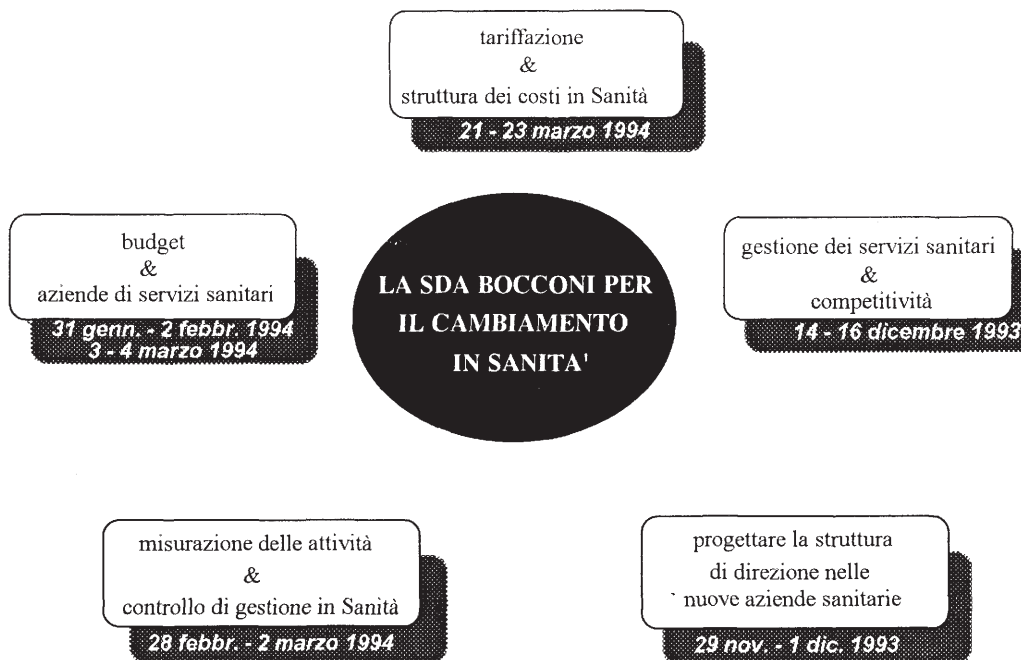 tariffazione
&
struttura dei costi in Sanità
21 - 23 marzo 1994
budget
&
aziende di servizi sanitari
31 genn. - 2 febbr. 1994
3 - 4 marzo 1994
LA SDA BOCCONI PER
IL CAMBIAMENTO
IN SANITA'
gestione dei servizi sanitari
&
competitività
14 - 16 dicembre 1993
misurazione delle attività
&
controllo di gestione in Sanità
28 febbr. - 2 marzo 1994
progettare la struttura
di direzione nelle
nuove aziende sanitarie
29 nov. - 1 dic. 1993